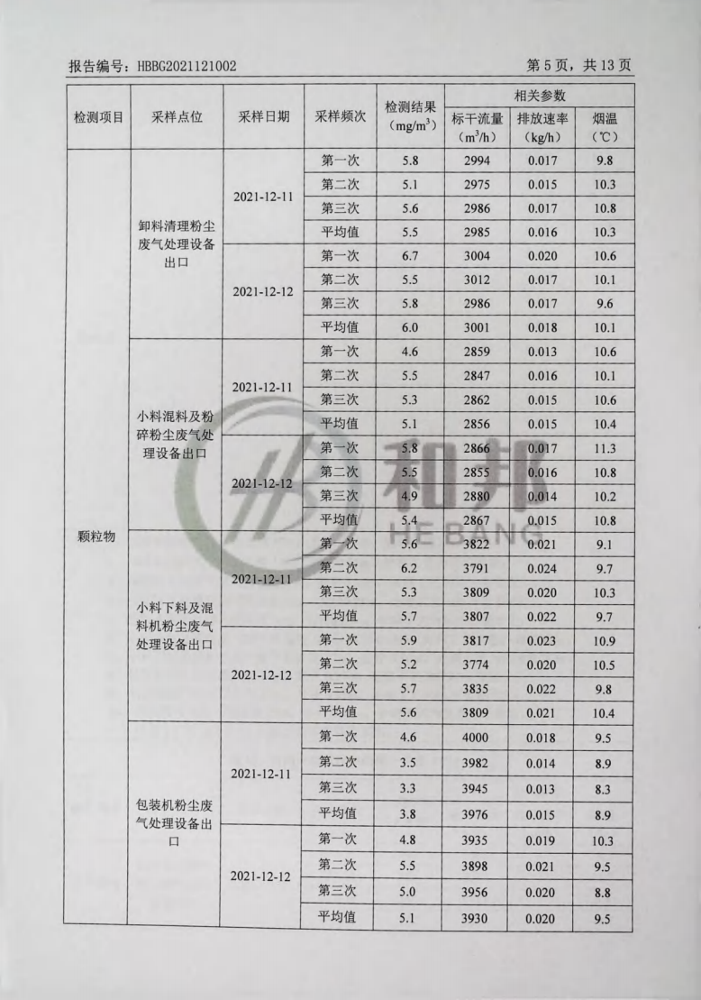 报告编号：HBBG2021121002
第 5 页，共 13 页
检测项目 采样点位 采样日期 采样频次 检测结果（mg/m³） 相关参数
标干流量（m³/h） 排放速率（kg/h） 烟温（℃）
颗粒物
卸料清理粉尘
废气处理设备
出口
2021-12-11
第一次 5.8 2994 0.017 9.8
第二次 5.1 2975 0.015 10.3
第三次 5.6 2986 0.017 10.8
平均值 5.5 2985 0.016 10.3
2021-12-12
第一次 6.7 3004 0.020 10.6
第二次 5.5 3012 0.017 10.1
第三次 5.8 2986 0.017 9.6
平均值 6.0 3001 0.018 10.1
小料混料及粉
碎粉尘废气处
理设备出口
2021-12-11
第一次 4.6 2859 0.013 10.6
第二次 5.5 2847 0.016 10.1
第三次 5.3 2862 0.015 10.6
平均值 5.1 2856 0.015 10.4
2021-12-12
第一次 5.8 2866 0.017 11.3
第二次 5.5 2855 0.016 10.8
第三次 4.9 2880 0.014 10.2
平均值 5.4 2867 0.015 10.8
小料下料及混
料机粉尘废气
处理设备出口
2021-12-11
第一次 5.6 3822 0.021 9.1
第二次 6.2 3791 0.024 9.7
第三次 5.3 3809 0.020 10.3
平均值 5.7 3807 0.022 9.7
2021-12-12
第一次 5.9 3817 0.023 10.9
第二次 5.2 3774 0.020 10.5
第三次 5.7 3835 0.022 9.8
平均值 5.6 3809 0.021 10.4
包装机粉尘废
气处理设备出
口
2021-12-11
第一次 4.6 4000 0.018 9.5
第二次 3.5 3982 0.014 8.9
第三次 3.3 3945 0.013 8.3
平均值 3.8 3976 0.015 8.9
2021-12-12
第一次 4.8 3935 0.019 10.3
第二次 5.5 3898 0.021 9.5
第三次 5.0 3956 0.020 8.8
平均值 5.1 3930 0.020 9.5
和邦
HE BANG